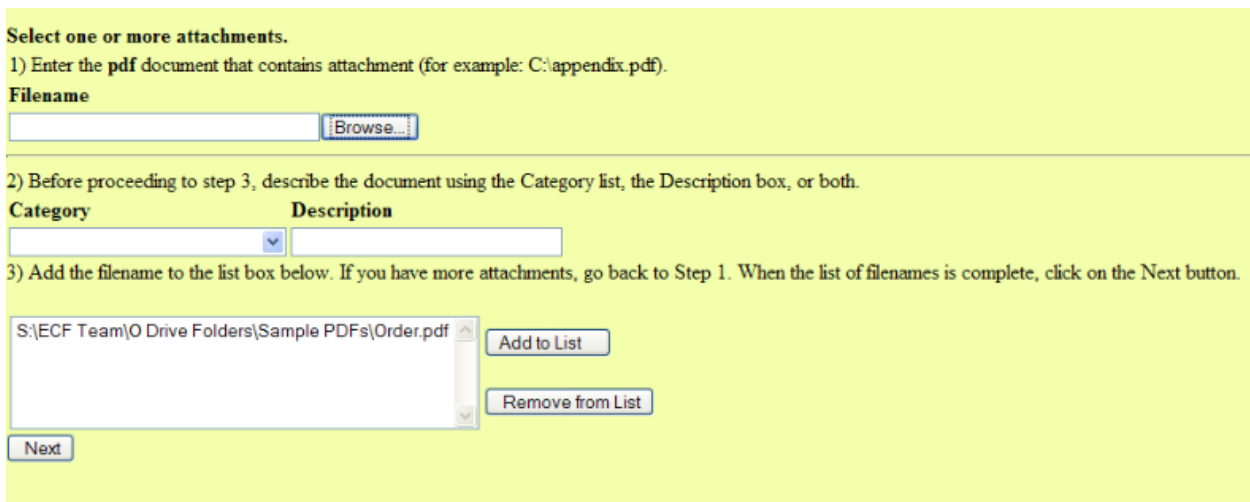 Select one or more attachments.
1) Enter the pdf document that contains attachment (for example: C:\appendix.pdf).
Filename
Browse...
2) Before proceeding to step 3, describe the document using the Category list, the Description box, or both.
Category Description
3) Add the filename to the list box below. If you have more attachments, go back to Step 1. When the list of filenames is complete, click on the Next button.
S:\ECF Team\O Drive Folders\Sample PDFs\Order.pdf
Add to List
Remove from List
Next